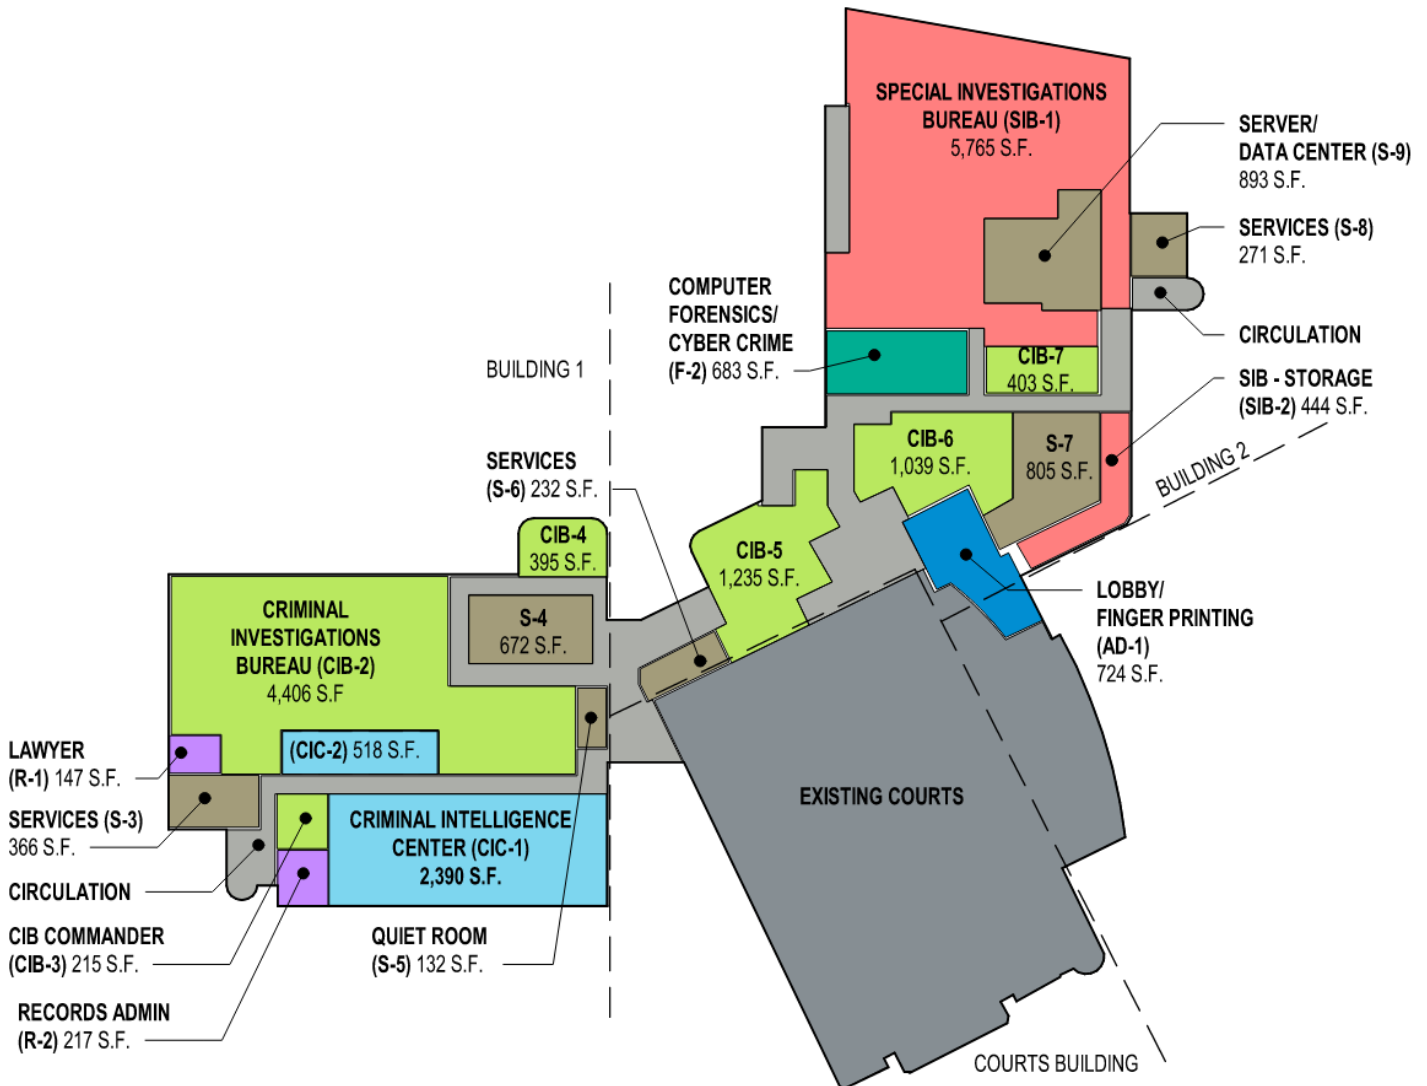 SPECIAL INVESTIGATIONS
BUREAU (SIB-1)
5,765 S.F.
SERVER/
DATA CENTER (S-9)
893 S.F.
SERVICES (S-8)
271 S.F.
CIRCULATION
SIB - STORAGE
(SIB-2) 444 S.F.
COMPUTER
FORENSICS/
CYBER CRIME
(F-2) 683 S.F.
CIB-7
403 S.F.
BUILDING 1
CIB-6
1,039 S.F.
S-7
805 S.F.
BUILDING 2
SERVICES
(S-6) 232 S.F.
CIB-4
395 S.F.
CIB-5
1,235 S.F.
LOBBY/
FINGER PRINTING
(AD-1)
724 S.F.
CRIMINAL
INVESTIGATIONS
BUREAU (CIB-2)
4,406 S.F
S-4
672 S.F.
LAWYER
(R-1) 147 S.F.
(CIC-2) 518 S.F.
SERVICES (S-3)
366 S.F.
CRIMINAL INTELLIGENCE
CENTER (CIC-1)
2,390 S.F.
EXISTING COURTS
CIRCULATION
CIB COMMANDER
(CIB-3) 215 S.F.
QUIET ROOM
(S-5) 132 S.F.
RECORDS ADMIN
(R-2) 217 S.F.
COURTS BUILDING